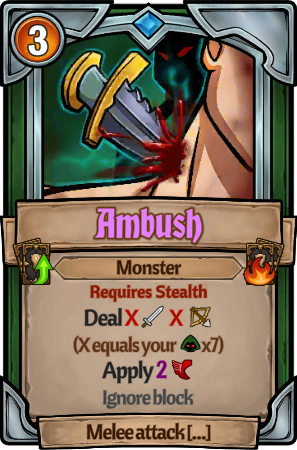 3
Ambush
Monster
Requires Stealth
Deal X X
(X equals your x7)
Apply 2
Ignore block
Melee attack [...]